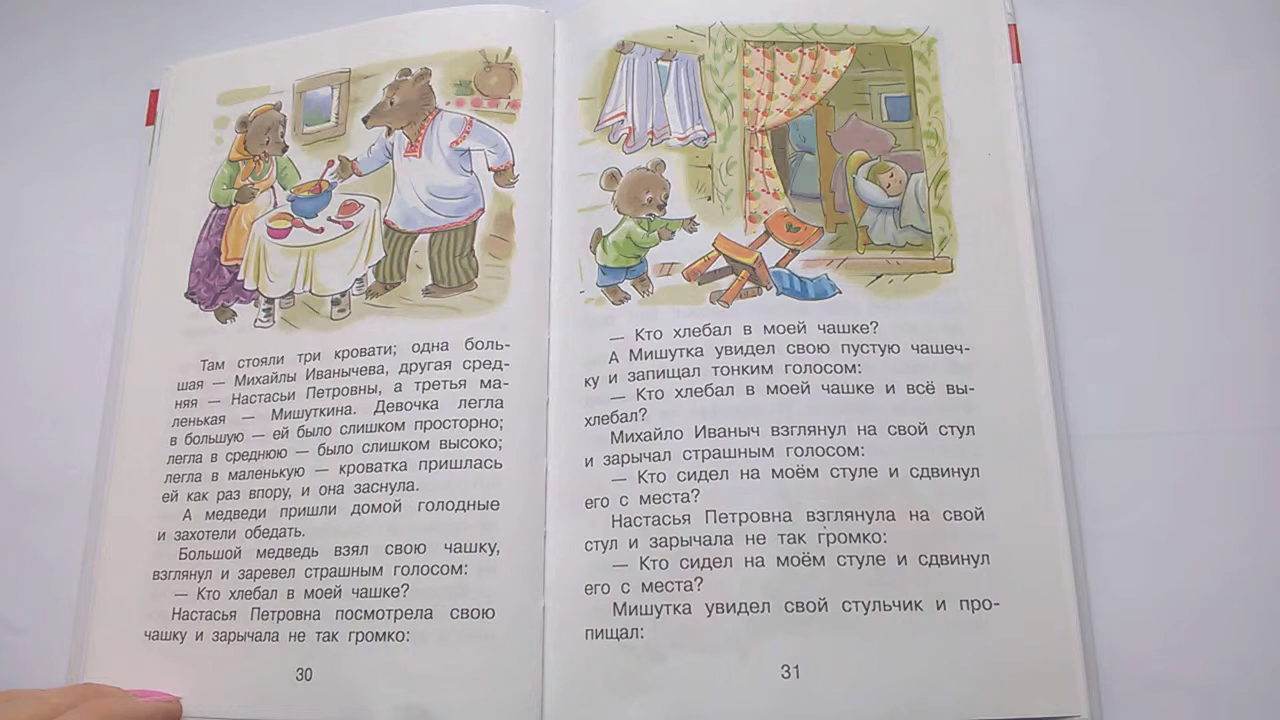 Там стояли три кровати; одна боль-
шая — Михайлы Иванычева, другая сред-
няя — Настасьи Петровны, а третья ма-
ленькая — Мишуткина. Девочка легла
в большую — ей было слишком просторно;
легла в среднюю — было слишком высоко;
легла в маленькую — кроватка пришлась
ей как раз впору, и она заснула.
А медведи пришли домой голодные
и захотели обедать.
Большой медведь взял свою чашку,
взглянул и заревел страшным голосом:
— Кто хлебал в моей чашке?
Настасья Петровна посмотрела свою
чашку и зарычала не так громко:
30
— Кто хлебал в моей чашке?
А Мишутка увидел свою пустую чашеч-
ку и запищал тонким голосом:
— Кто хлебал в моей чашке и всё вы-
хлебал?
Михайло Иваныч взглянул на свой стул
и зарычал страшным голосом:
— Кто сидел на моём стуле и сдвинул
его с места?
Настасья Петровна взглянула на свой
стул и зарычала не так громко:
— Кто сидел на моём стуле и сдвинул
его с места?
Мишутка увидел свой стульчик и про-
пищал:
31